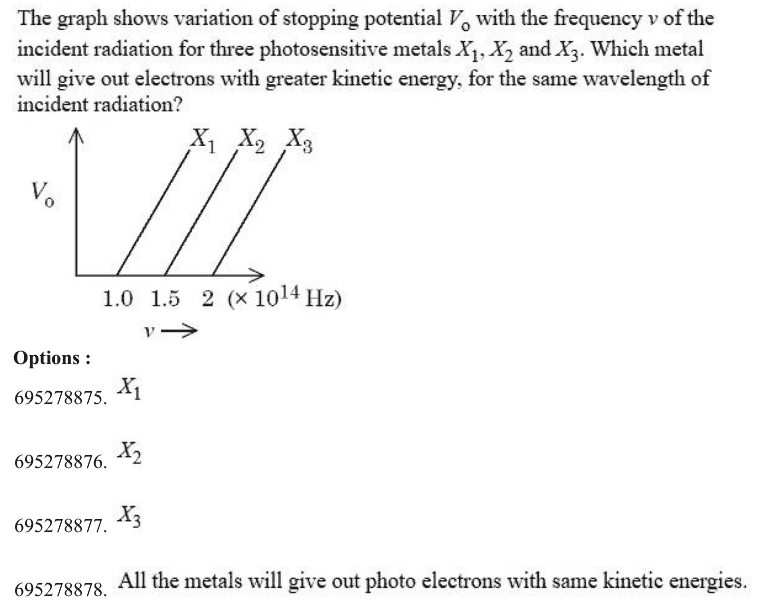 The graph shows variation of stopping potential Vₒ with the frequency ν of the
incident radiation for three photosensitive metals X₁, X₂ and X₃. Which metal
will give out electrons with greater kinetic energy, for the same wavelength of
incident radiation?
X₁ X₂ X₃
Vₒ
1.0 1.5 2 (× 10¹⁴ Hz)
ν →
Options :
695278875. X₁
695278876. X₂
695278877. X₃
695278878. All the metals will give out photo electrons with same kinetic energies.